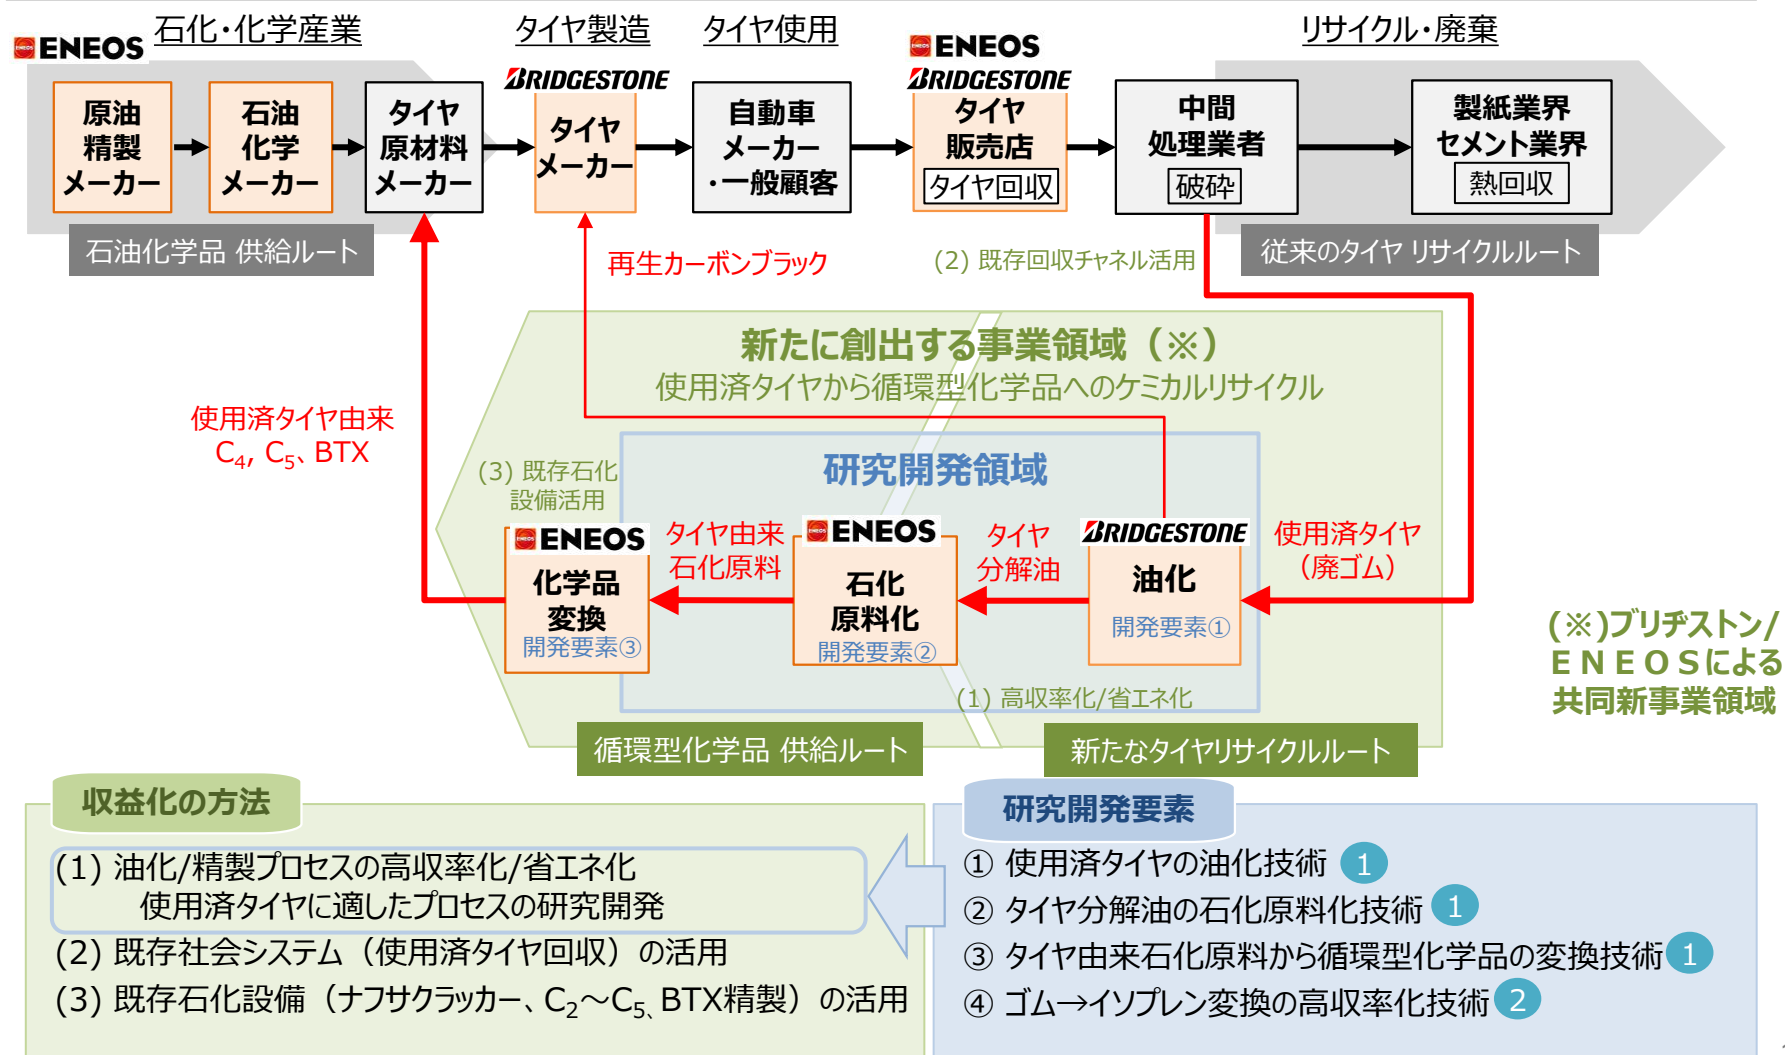 石化・化学産業
タイヤ製造
タイヤ使用
リサイクル・廃棄
ENEOS
BRIDGESTONE
ENEOS
BRIDGESTONE
原油
精製
メーカー
石油
化学
メーカー
タイヤ
原材料
メーカー
タイヤ
メーカー
自動車
メーカー
・一般顧客
タイヤ
販売店
タイヤ回収
中間
処理業者
破砕
製紙業界
セメント業界
熱回収
石油化学品 供給ルート
再生カーボンブラック
(2) 既存回収チャネル活用
従来のタイヤ リサイクルルート
新たに創出する事業領域（※）
使用済タイヤから循環型化学品へのケミカルリサイクル
使用済タイヤ由来
C4, C5、BTX
研究開発領域
(3) 既存石化
設備活用
ENEOS
化学品
変換
開発要素③
タイヤ由来
石化原料
ENEOS
石化
原料化
開発要素②
タイヤ
分解油
BRIDGESTONE
油化
開発要素①
使用済タイヤ
（廃ゴム）
(1) 高収率化/省エネ化
(※)ブリヂストン/
ＥＮＥＯＳによる
共同新事業領域
循環型化学品 供給ルート
新たなタイヤリサイクルルート
収益化の方法
(1) 油化/精製プロセスの高収率化/省エネ化
使用済タイヤに適したプロセスの研究開発
(2) 既存社会システム（使用済タイヤ回収）の活用
(3) 既存石化設備（ナフサクラッカー、C2～C5、BTX精製）の活用
研究開発要素
① 使用済タイヤの油化技術 1
② タイヤ分解油の石化原料化技術 1
③ タイヤ由来石化原料から循環型化学品の変換技術 1
④ ゴム→イソプレン変換の高収率化技術 2